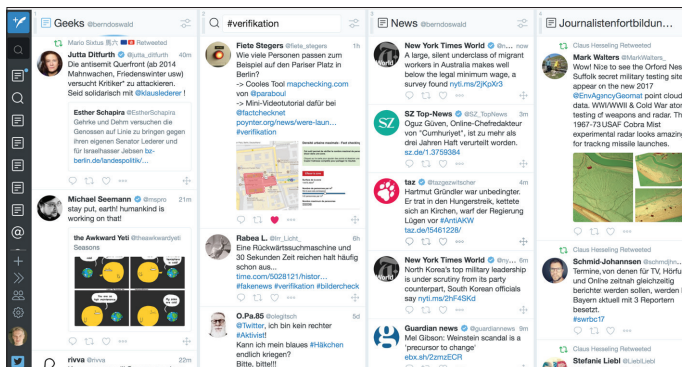 Geeks @berndoswald
Mario Sixtus Retweeted
Jutta Ditfurth @jutta_ditfurth 40m
Die antisemit Querfront (ab 2014
Mahnwachen, Friedenswinter usw)
versucht Kritiker* zu attackieren.
Seid solidarisch mit @klauslederer !
Esther Schapira @EstherSchapira
Gehrke und Dehm versuchen die
Genossen auf Linie zu bringen gegen
ihren eigenen Senator Lederer und
für Israelhasser Jebsen bz-
berlin.de/landespolitik/...
Michael Seemann @mspro 21m
stay put, earth! humankind is
working on that!
the Awkward Yeti @theawkwardyeti
Seasons
rivva @rivva 22m
#verifikation
Fiete Stegers @fiete_stegers 1h
Wie viele Personen passen zum
Beispiel auf den Pariser Platz in
Berlin?
-> Cooles Tool mapchecking.com
von @paraboul
-> Mini-Videotutorial dafür bei
@factchecknet
poynter.org/news/were-laun...
#verifikation
Rabea L. @trr_Licht_ 6h
Eine Rückwärtssuchmaschine und
30 Sekunden Zeit reichen halt häufig
schon aus...
time.com/5028121/histor...
#fakenews #verifikation #bildercheck
O.Pa.85 @olegitsch 5d
@Twitter, ich bin kein rechter
#Aktivist!
Kann ich mein blaues #Häkchen
endlich kriegen?
Bitte, bitte!!!
News @berndoswald
New York Times World @n... now
A large, silent underclass of migrant
workers in Australia makes well
below the legal minimum wage, a
survey found nyti.ms/2jKpXr3
SZ
SZ Top-News @SZ_TopNews 3m
Oguz Güven, Online-Chefredakteur
von "Cumhuriyet", ist zu mehr als
drei Jahren Haft verurteilt worden.
sz.de/1.3759384
taz @tazgezwitscher 4m
Hartmut Gründler war unbedingter.
Er trat in den Hungerstreik, kettete
sich an Kirchen, warf der Regierung
Lügen vor #AntiAKW
taz.de/!5461228/
New York Times World @ny... 6m
North Korea's top military leadership
is under scrutiny from its party
counterpart, South Korean officials
say nyti.ms/2hF4SKd
Guardian news @guardiannews 9m
Mel Gibson: Weinstein scandal is a
'precursor to change'
ebx.sh/2zmzECR
Journalistenfortbildun...
Claus Hesseling Retweeted
Mark Walters @MarkWalters_
Wow! Nice to see the Orford Ness
Suffolk secret military testing site
appear on the new 2017
@EnvAgencyGeomat point cloud
data. WWI/WWII & Cold War ato
testing of weapons and radar. Th
1967-73 USAF Cobra Mist
experimental radar looks amazing
for tracking missile launches.
Claus Hesseling Retweeted
Schmid-Johannsen @schmdjhn...
Termine, von denen für TV, Hörfu
und Online zeitnah gleichzeitig
berichter werden sollen, werden
Bayern aktuell mit 3 Reportern
besetzt.
#swrbc17
Claus Hesseling Retweeted
Stefanie Liebl @LieblLiebl